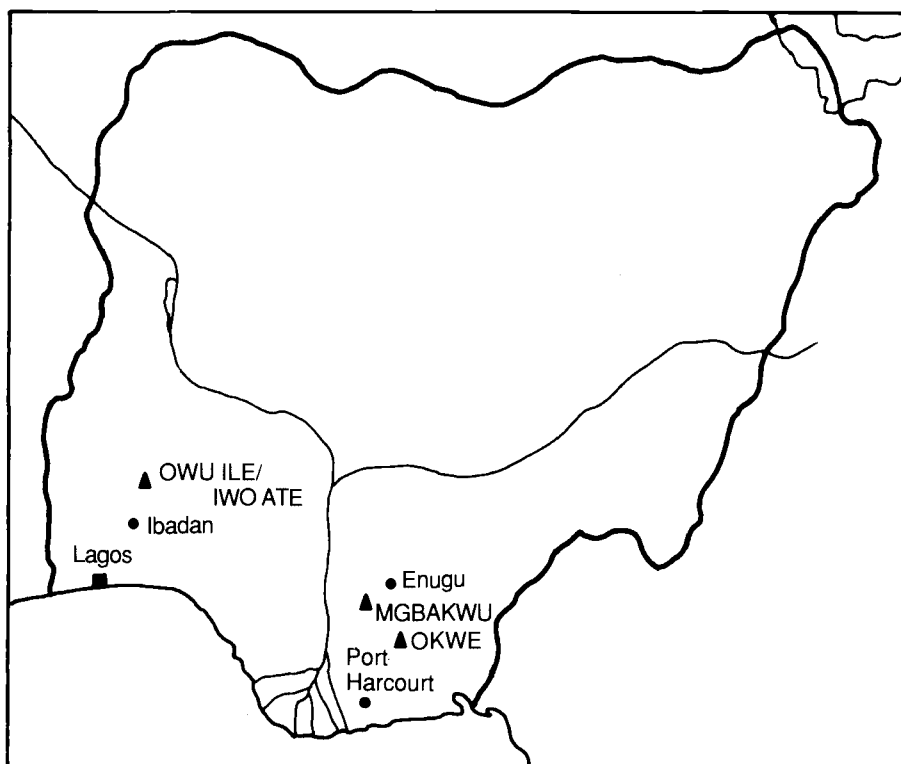 OWU ILE/
IWO ATE
Ibadan
Lagos
Enugu
MGBAKWU
OKWE
Port
Harcourt